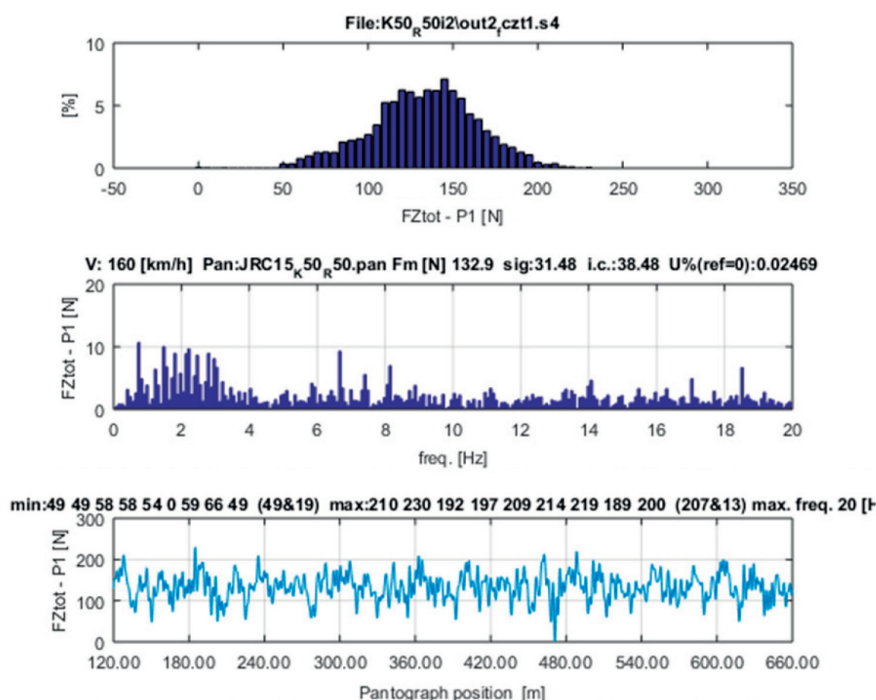 File:K50R50i2\out2fczt1.s4
10
5
0
[%]
-50 0 50 100 150 200 250 300 350
FZtot - P1 [N]
V: 160 [km/h] Pan:JRC15K50R50.pan Fm [N] 132.9 sig:31.48 i.c.:38.48 U%(ref=0):0.02469
20
10
0
FZtot - P1 [N]
0 2 4 6 8 10 12 14 16 18 20
freq. [Hz]
min:49 49 58 58 54 0 59 66 49 (49&19) max:210 230 192 197 209 214 219 189 200 (207&13) max. freq. 20 [H
300
200
100
0
FZtot - P1 [N]
120.00 180.00 240.00 300.00 360.00 420.00 480.00 540.00 600.00 660.00
Pantograph position [m]